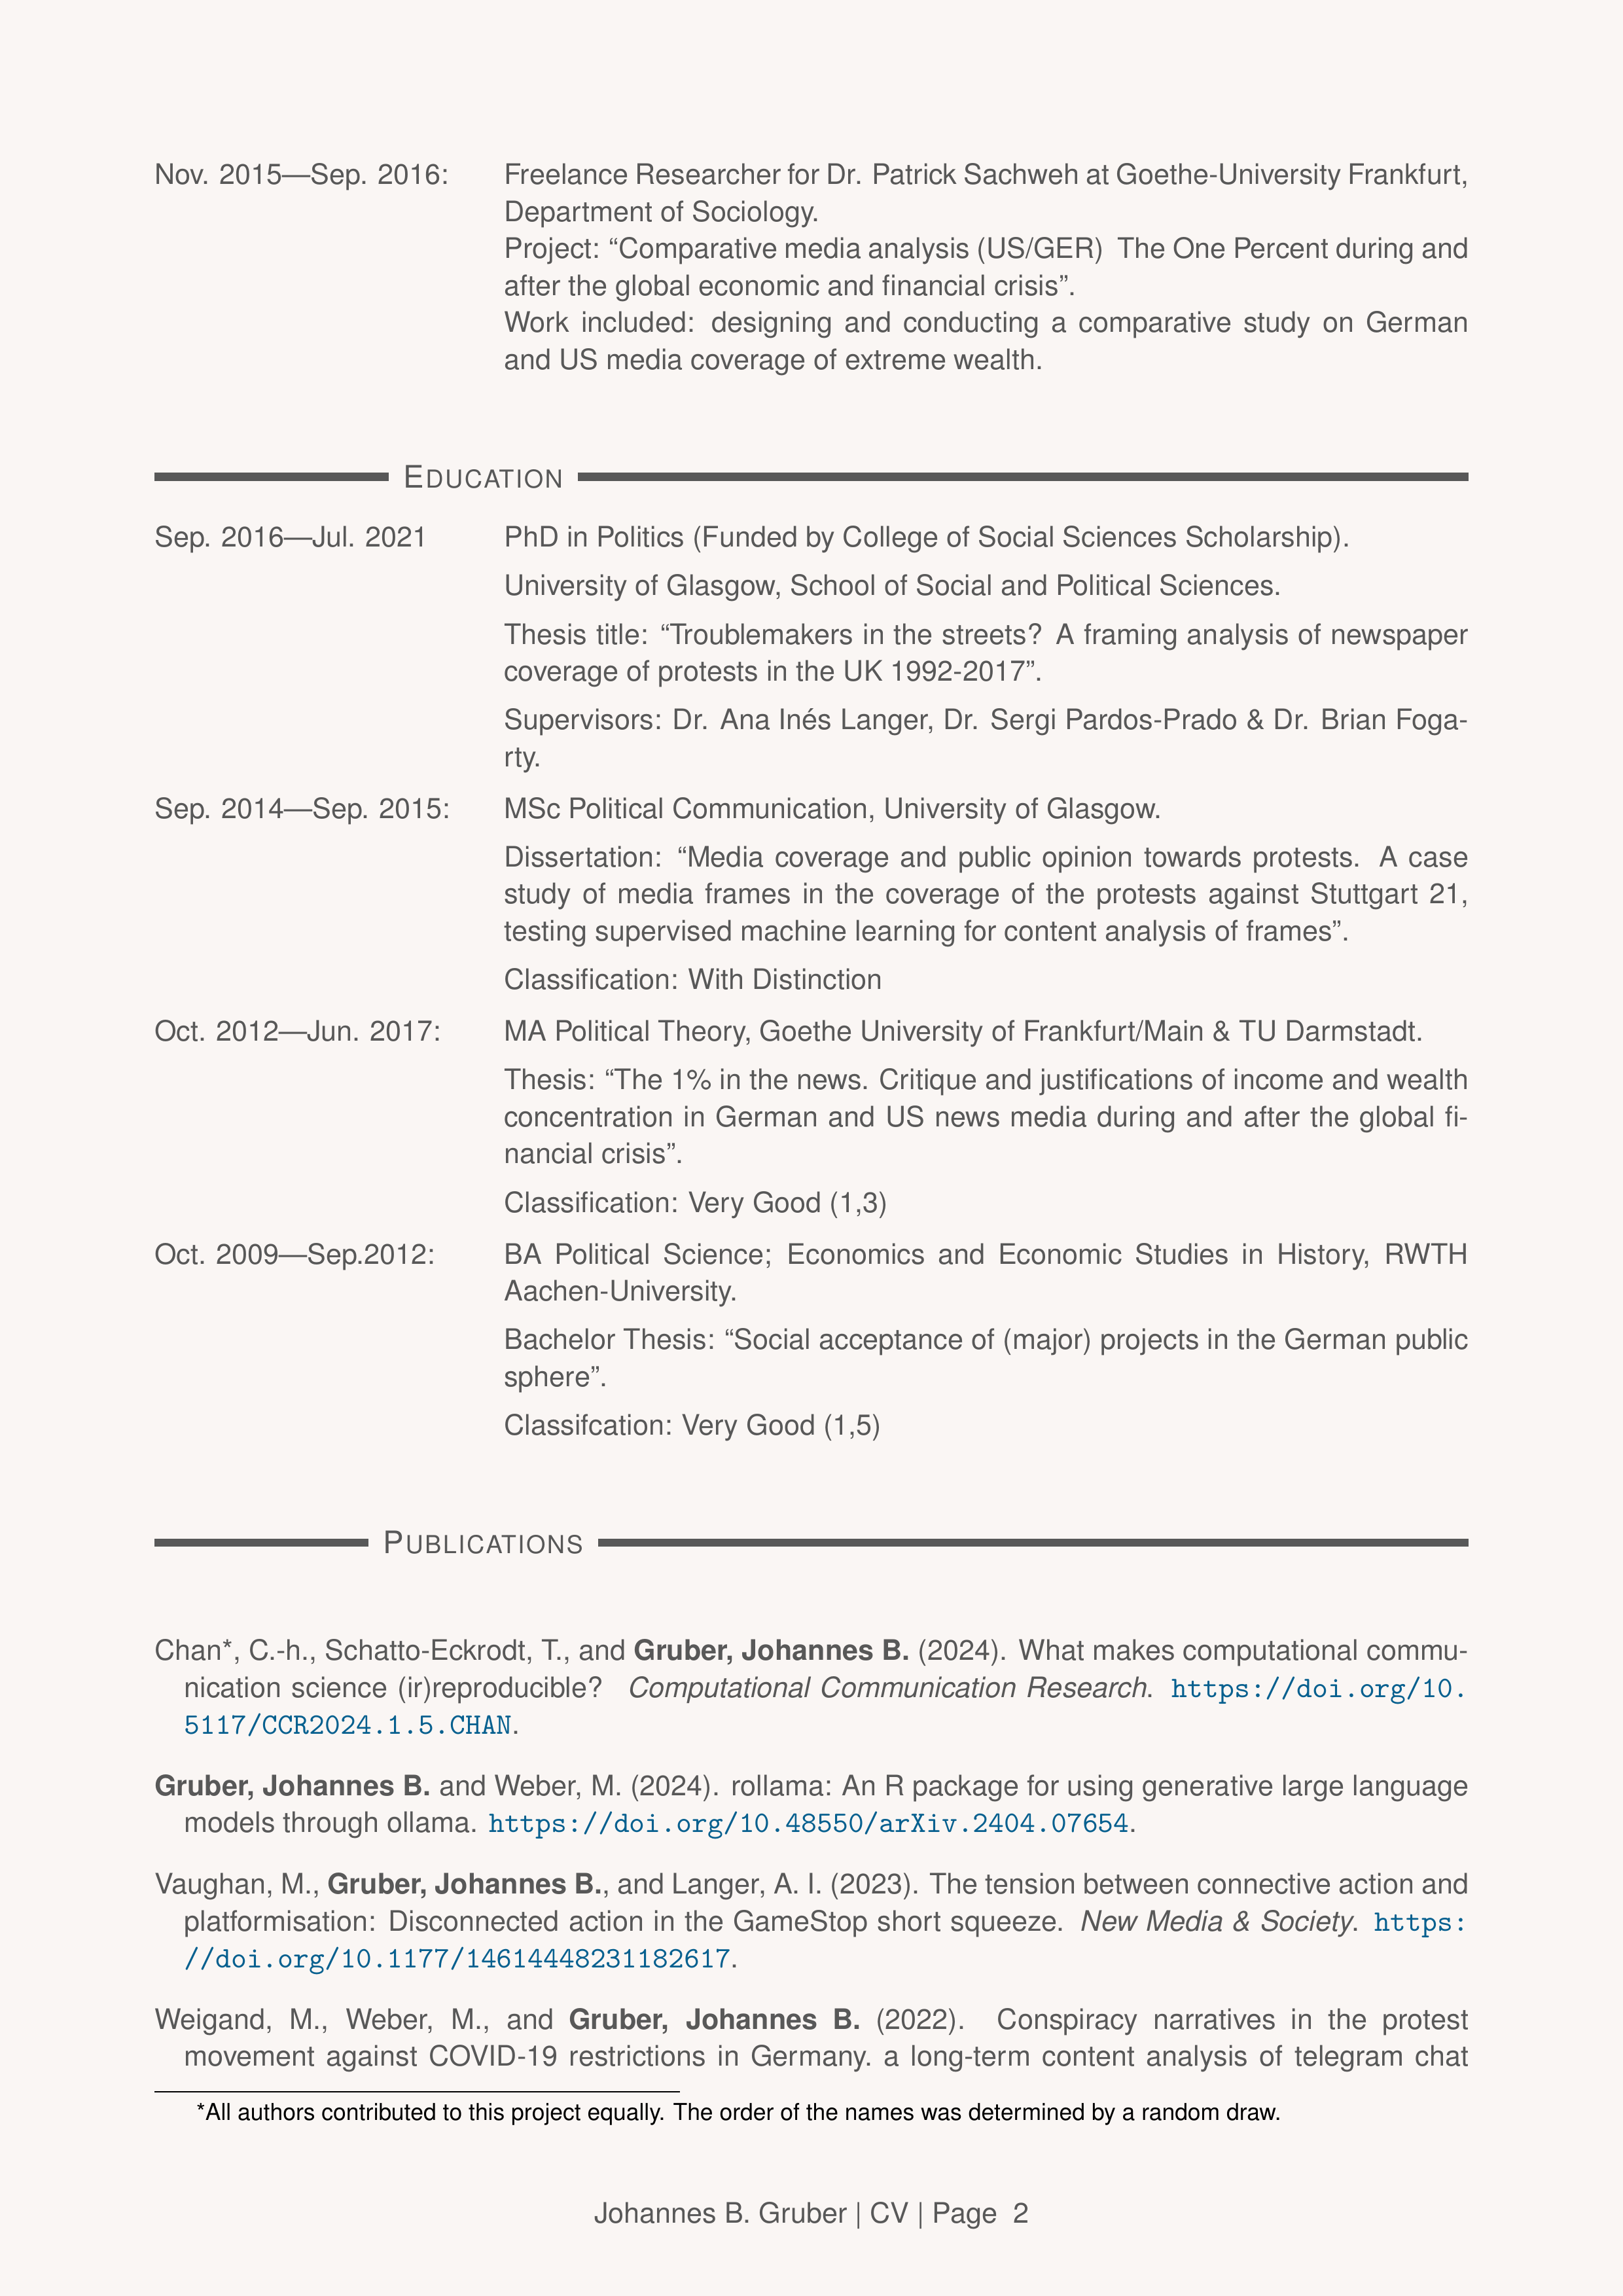 Nov. 2015—Sep. 2016: Freelance Researcher for Dr. Patrick Sachweh at Goethe-University Frankfurt,
Department of Sociology.
Project: “Comparative media analysis (US/GER) The One Percent during and
after the global economic and financial crisis”.
Work included: designing and conducting a comparative study on German
and US media coverage of extreme wealth.
EDUCATION
Sep. 2016—Jul. 2021 PhD in Politics (Funded by College of Social Sciences Scholarship).
University of Glasgow, School of Social and Political Sciences.
Thesis title: “Troublemakers in the streets? A framing analysis of newspaper
coverage of protests in the UK 1992-2017”.
Supervisors: Dr. Ana Inés Langer, Dr. Sergi Pardos-Prado & Dr. Brian Foga-
rty.
Sep. 2014—Sep. 2015: MSc Political Communication, University of Glasgow.
Dissertation: “Media coverage and public opinion towards protests. A case
study of media frames in the coverage of the protests against Stuttgart 21,
testing supervised machine learning for content analysis of frames”.
Classification: With Distinction
Oct. 2012—Jun. 2017: MA Political Theory, Goethe University of Frankfurt/Main & TU Darmstadt.
Thesis: “The 1% in the news. Critique and justifications of income and wealth
concentration in German and US news media during and after the global fi-
nancial crisis”.
Classification: Very Good (1,3)
Oct. 2009—Sep.2012: BA Political Science; Economics and Economic Studies in History, RWTH
Aachen-University.
Bachelor Thesis: “Social acceptance of (major) projects in the German public
sphere”.
Classifcation: Very Good (1,5)
PUBLICATIONS
Chan*, C.-h., Schatto-Eckrodt, T., and Gruber, Johannes B. (2024). What makes computational commu-
nication science (ir)reproducible? Computational Communication Research. https://doi.org/10.
5117/CCR2024.1.5.CHAN.
Gruber, Johannes B. and Weber, M. (2024). rollama: An R package for using generative large language
models through ollama. https://doi.org/10.48550/arXiv.2404.07654.
Vaughan, M., Gruber, Johannes B., and Langer, A. I. (2023). The tension between connective action and
platformisation: Disconnected action in the GameStop short squeeze. New Media & Society. https:
//doi.org/10.1177/14614448231182617.
Weigand, M., Weber, M., and Gruber, Johannes B. (2022). Conspiracy narratives in the protest
movement against COVID-19 restrictions in Germany. a long-term content analysis of telegram chat
*All authors contributed to this project equally. The order of the names was determined by a random draw.
Johannes B. Gruber | CV | Page 2